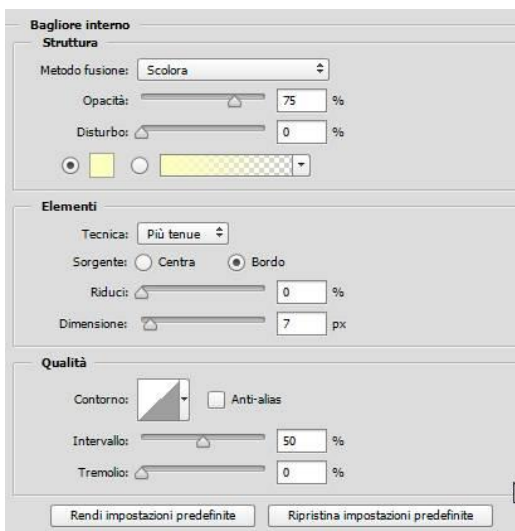 Bagliore interno
Struttura
Metodo fusione: Scolora
Opacità: 75 %
Disturbo: 0 %
Elementi
Tecnica: Più tenue
Sorgente: Centra Bordo
Riduci: 0 %
Dimensione: 7 px
Qualità
Contorno: Anti-alias
Intervallo: 50 %
Tremolio: 0 %
Rendi impostazioni predefinite Ripristina impostazioni predefinite